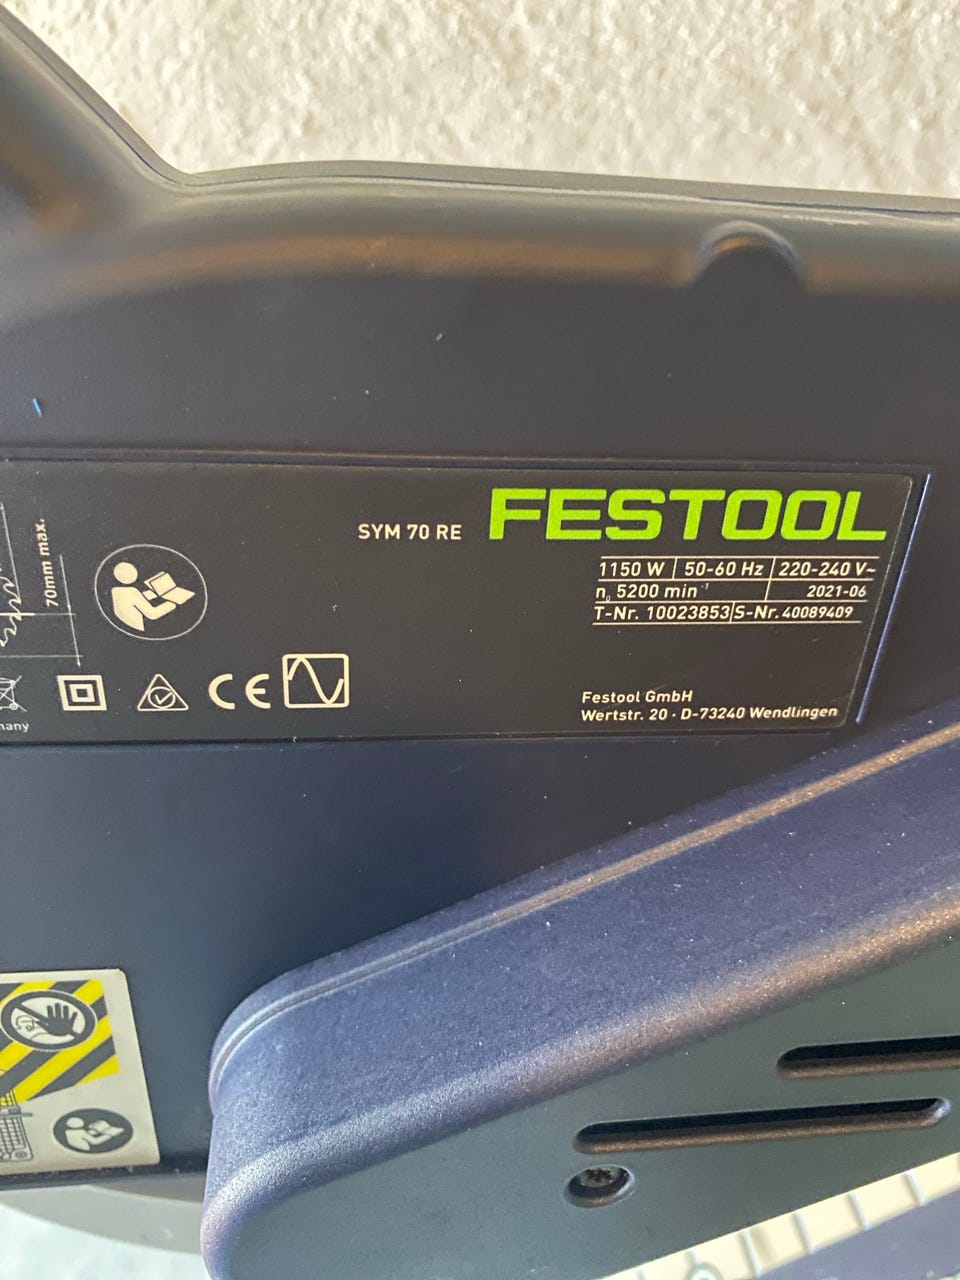 FESTOOL
SYM 70 RE
70mm max.
1150 W 50-60 Hz 220-240 V~
n₀ 5200 min⁻¹ 2021-06
T-Nr. 10023853 S-Nr. 40089409
CE
Festool GmbH
Wertstr. 20 · D-73240 Wendlingen